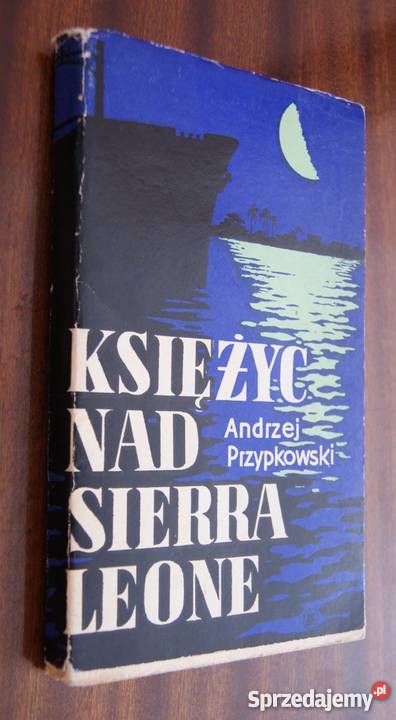 KSIĘŻYC
NAD
Andrzej
Przypkowski
SIERRA
LEONE
Sprzedajemy.pl